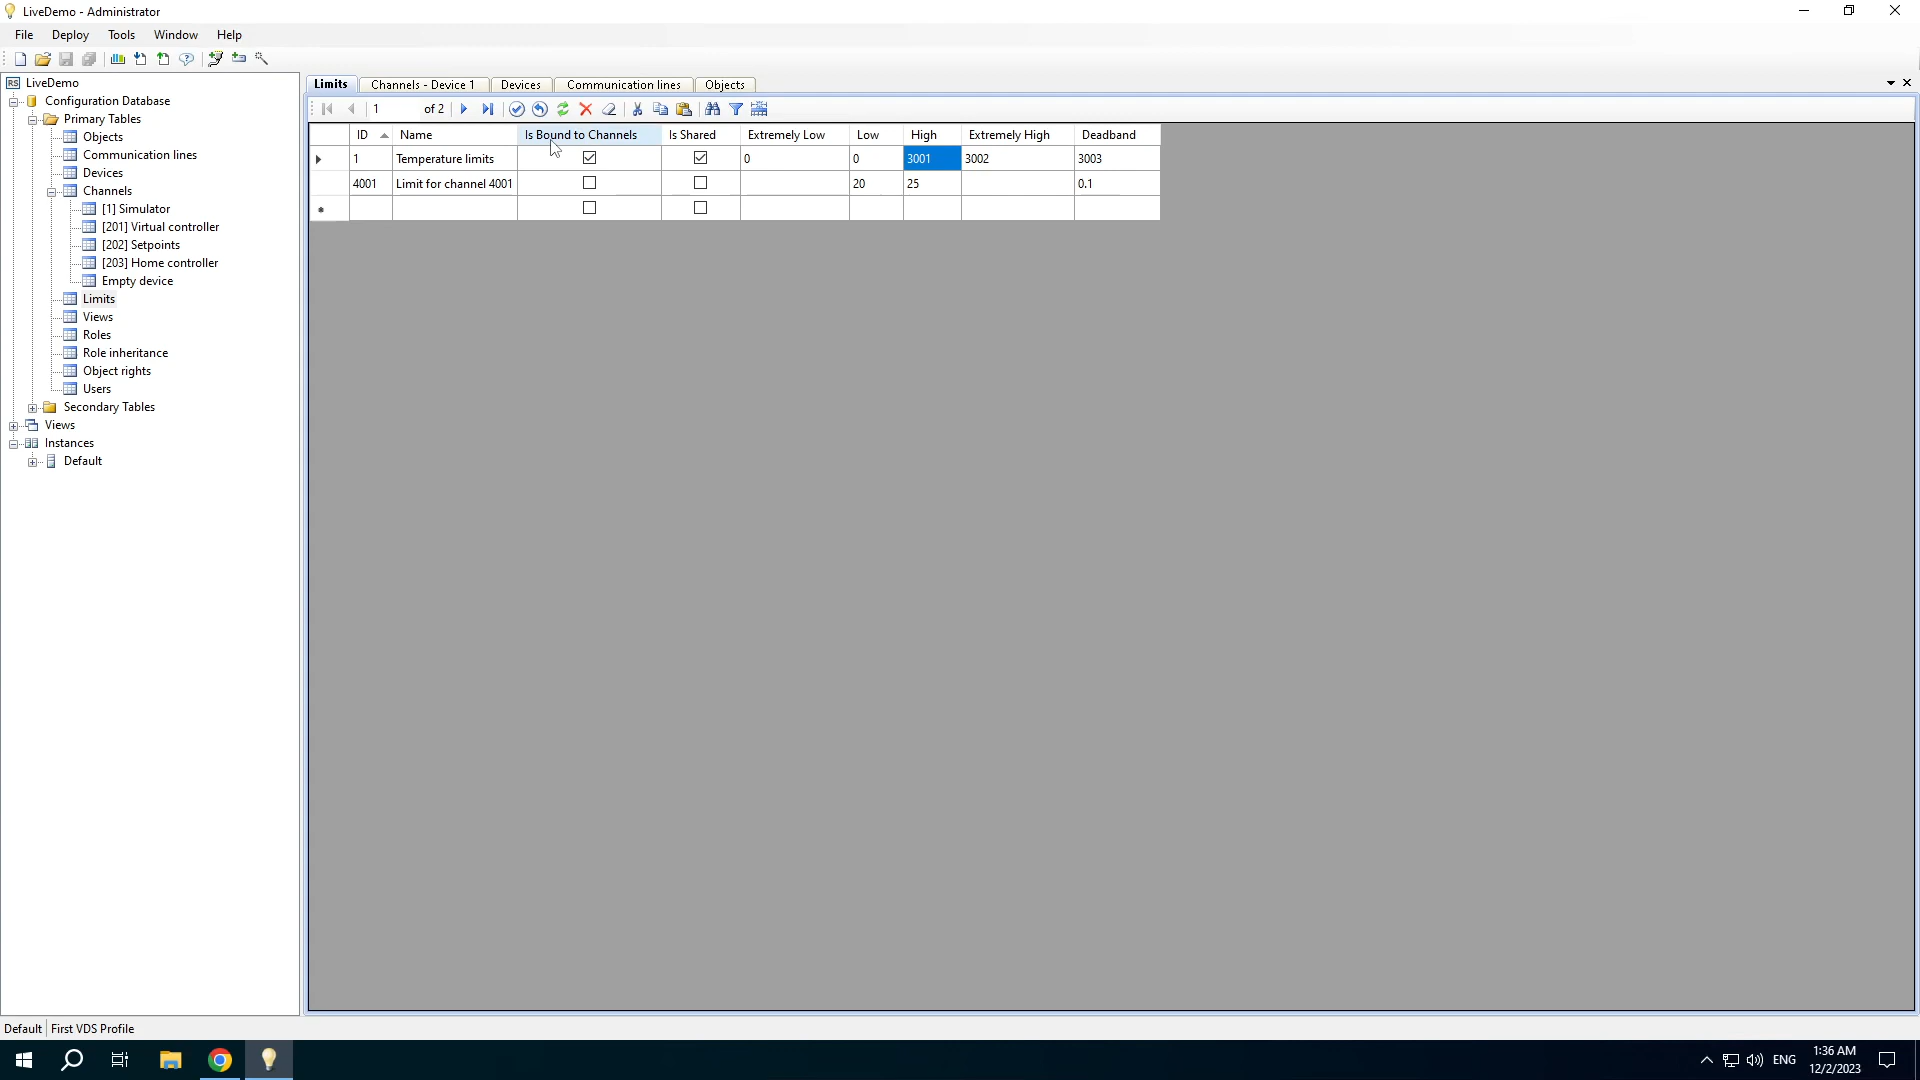 LiveDemo - Administrator
File Deploy Tools Window Help
RS LiveDemo
Configuration Database
Primary Tables
Objects
Communication lines
Devices
Channels
[1] Simulator
[201] Virtual controller
[202] Setpoints
[203] Home controller
Empty device
Limits
Views
Roles
Role inheritance
Object rights
Users
Secondary Tables
Views
Instances
Default
Limits Channels - Device 1 Devices Communication lines Objects
1 of 2
ID Name Is Bound to Channels Is Shared Extremely Low Low High Extremely High Deadband
1 Temperature limits 0 0 3001 3002 3003
4001 Limit for channel 4001 20 25 0.1
Default First VDS Profile
ENG 1:36 AM
12/2/2023